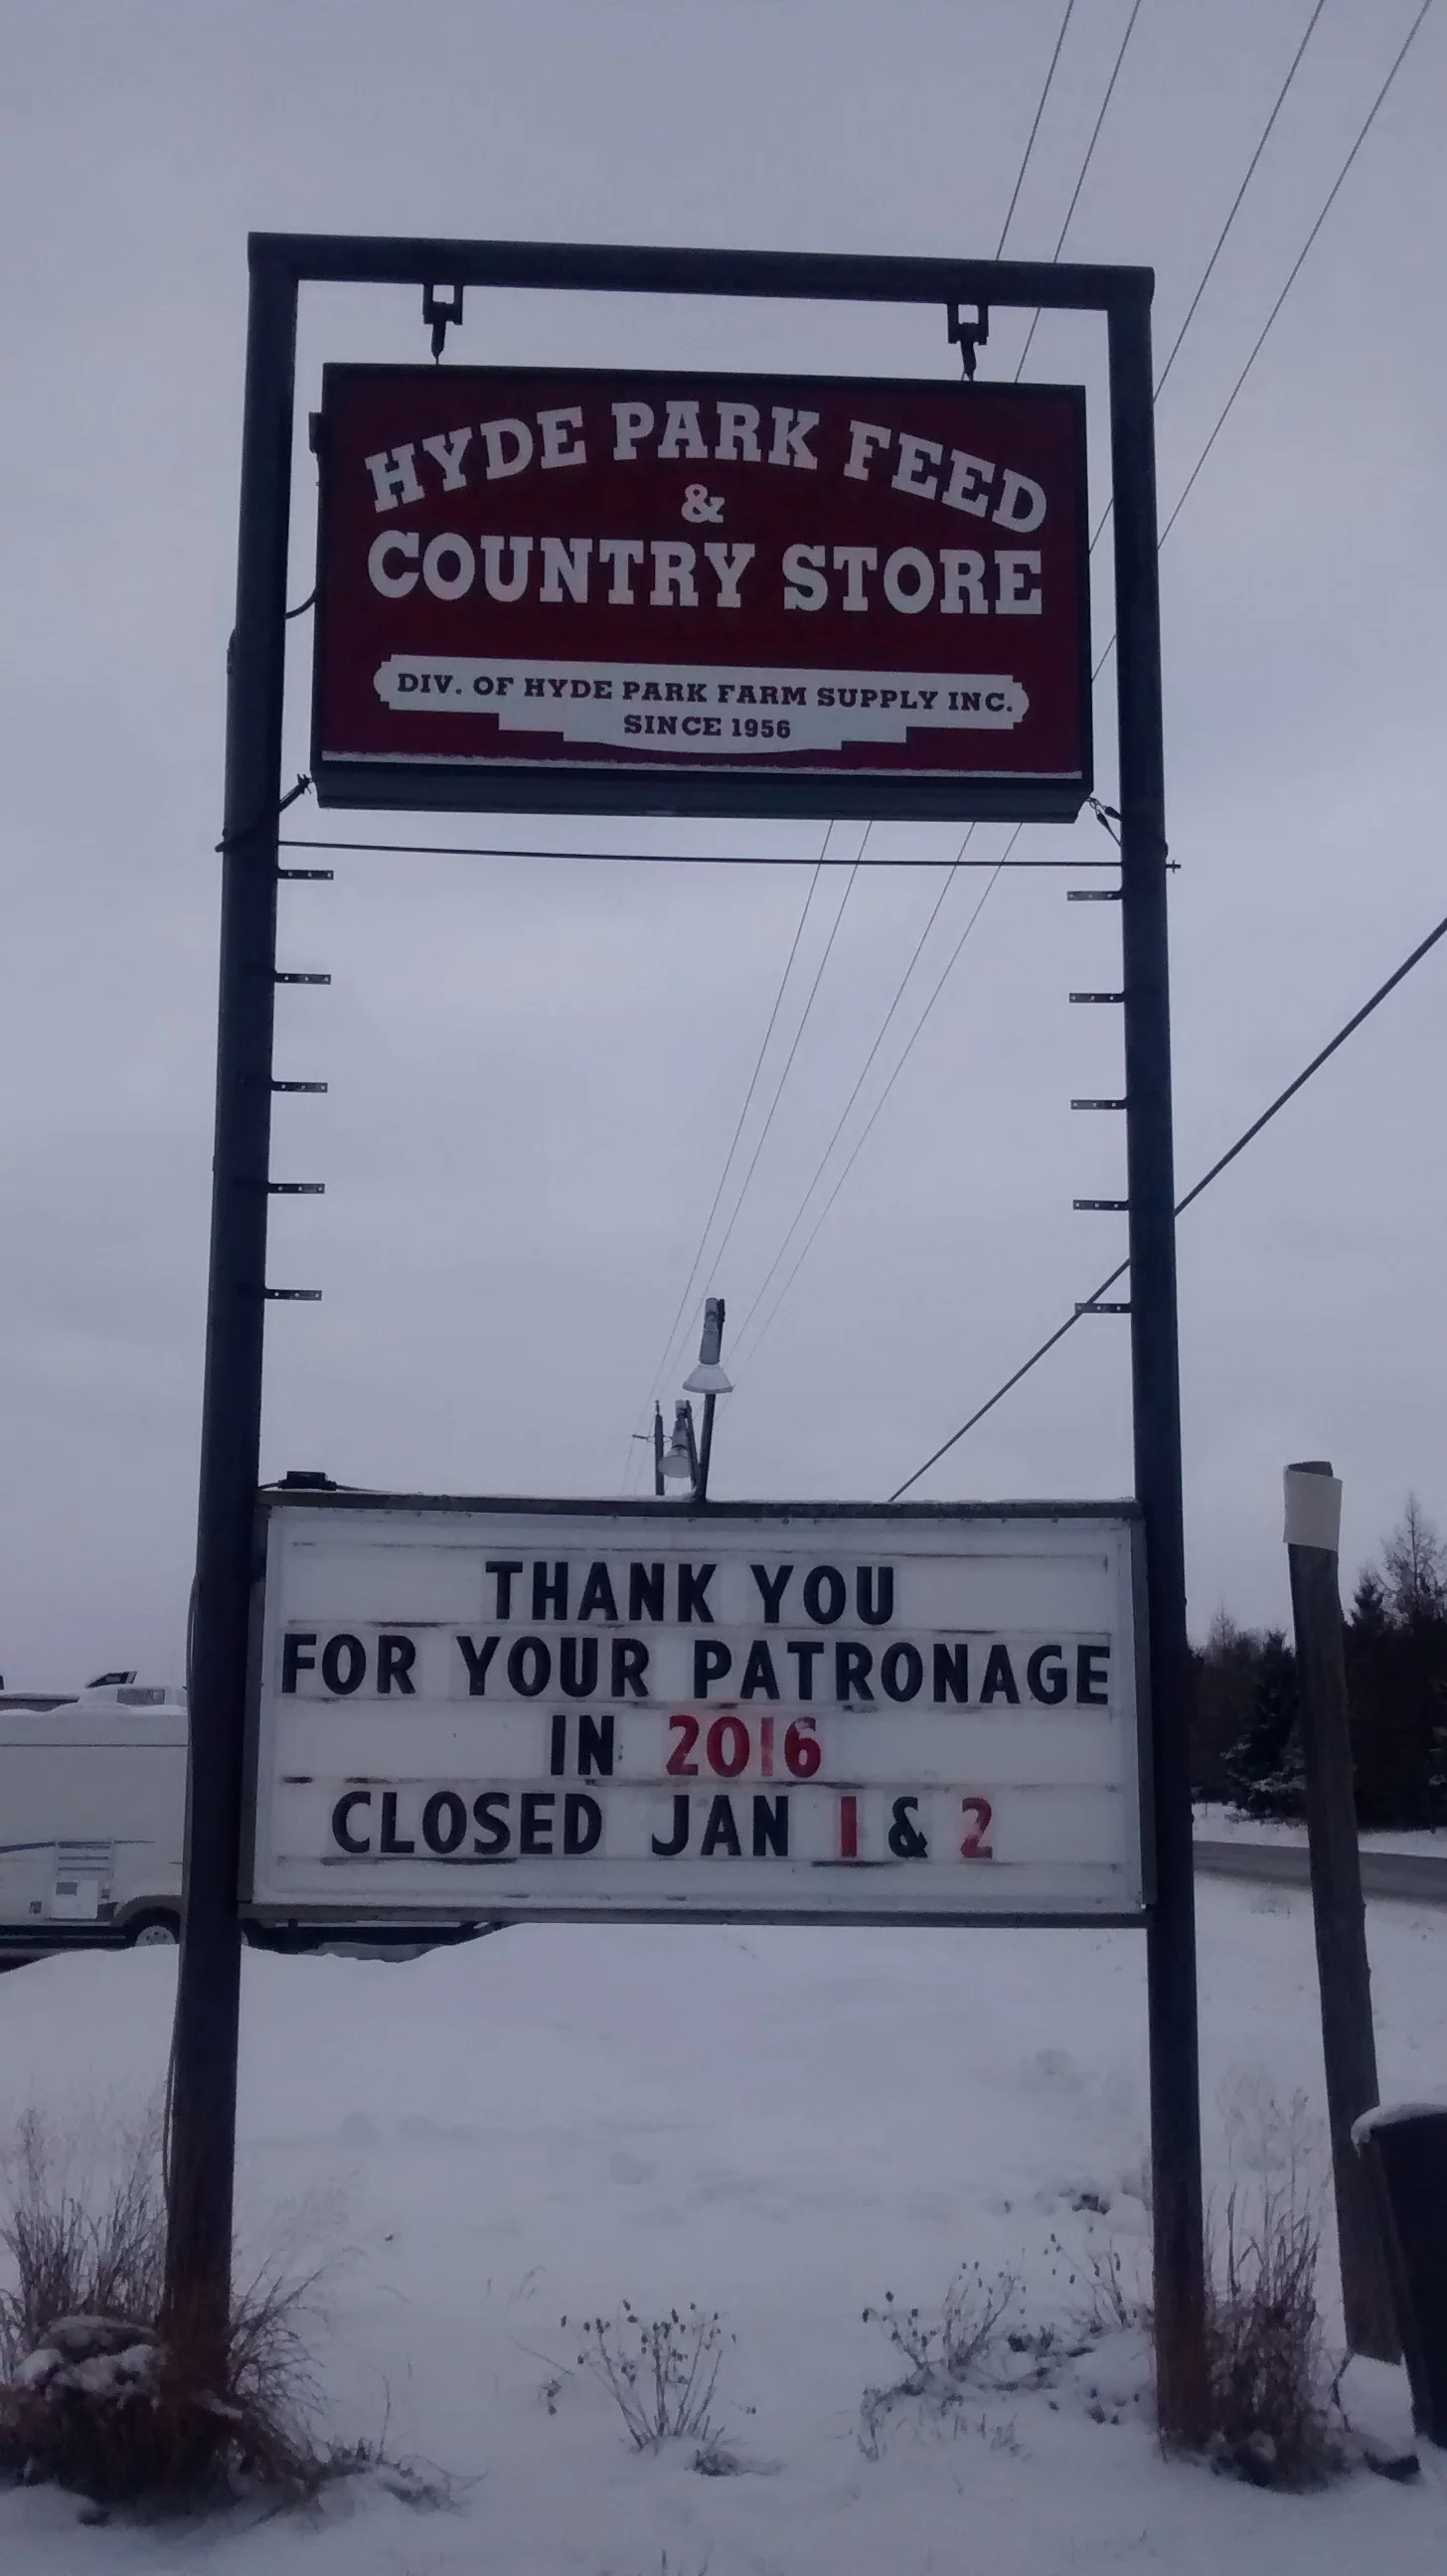 HYDE PARK FEED
&
COUNTRY STORE
DIV. OF HYDE PARK FARM SUPPLY INC.
SINCE 1956
THANK YOU
FOR YOUR PATRONAGE
IN 2016
CLOSED JAN 1 & 2